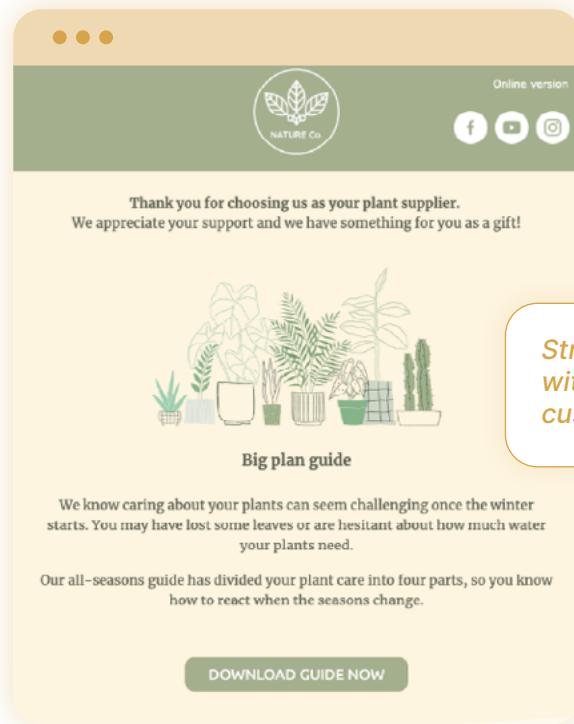 Online version
NATURE Co.
Thank you for choosing us as your plant supplier.
We appreciate your support and we have something for you as a gift!
Big plan guide
We know caring about your plants can seem challenging once the winter
starts. You may have lost some leaves or are hesitant about how much water
your plants need.
Our all-seasons guide has divided your plant care into four parts, so you know
how to react when the seasons change.
DOWNLOAD GUIDE NOW